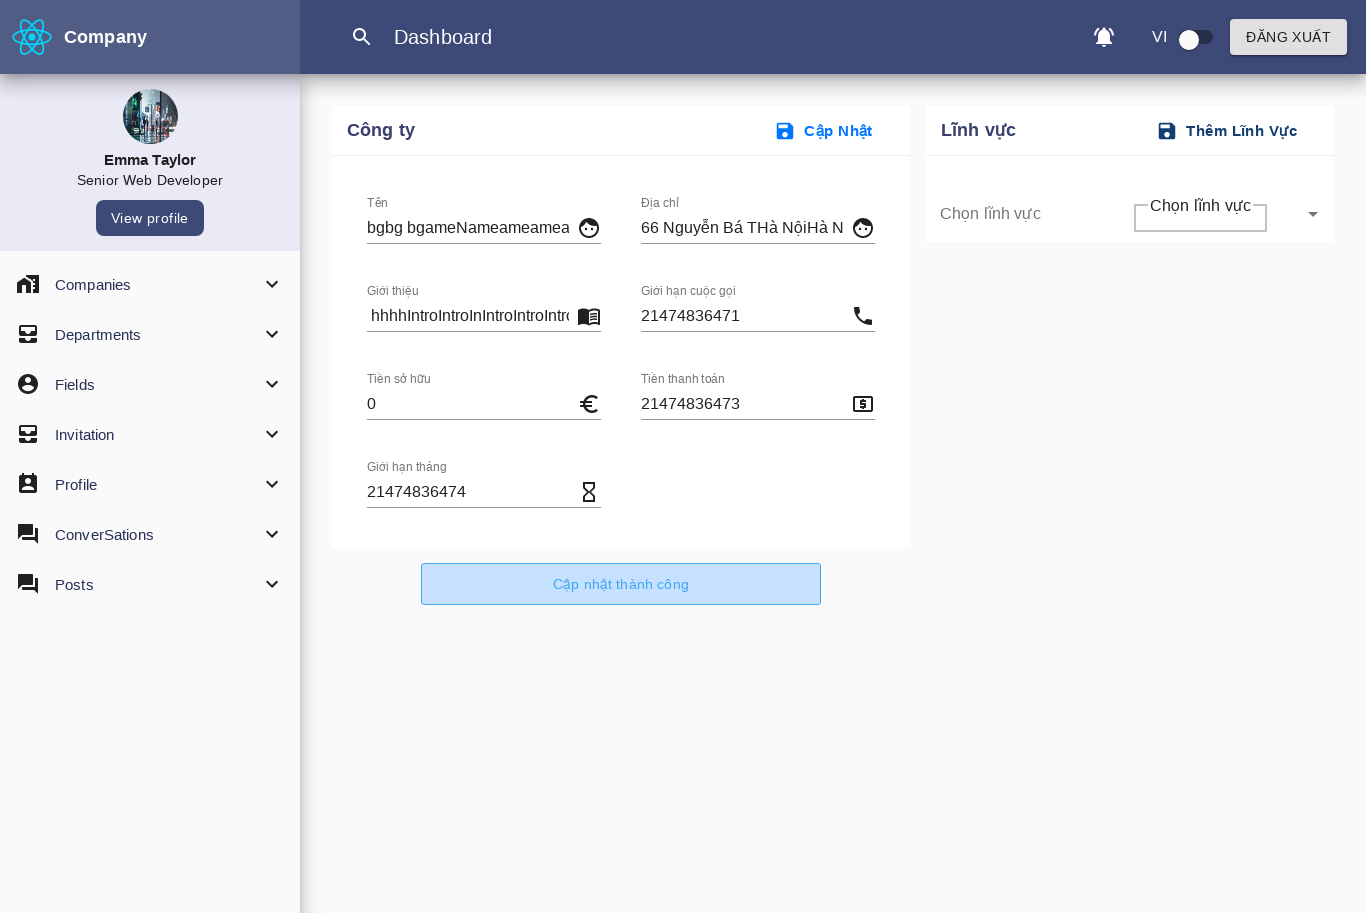 Company
Dashboard
VI
ĐĂNG XUẤT
Emma Taylor
Senior Web Developer
View profile
Companies
Departments
Fields
Invitation
Profile
ConverSations
Posts
Công ty
Cập Nhật
Tên
Địa chỉ
bgbg bgameNameameamea
66 Nguyễn Bá THà NộiHà N
Giới thiệu
Giới hạn cuộc gọi
hhhhIntroIntroInIntroIntroIntro
21474836471
Tiền sở hữu
Tiền thanh toán
0
21474836473
Giới hạn tháng
21474836474
Cập nhật thành công
Lĩnh vực
Thêm Lĩnh Vực
Chọn lĩnh vực
Chọn lĩnh vực